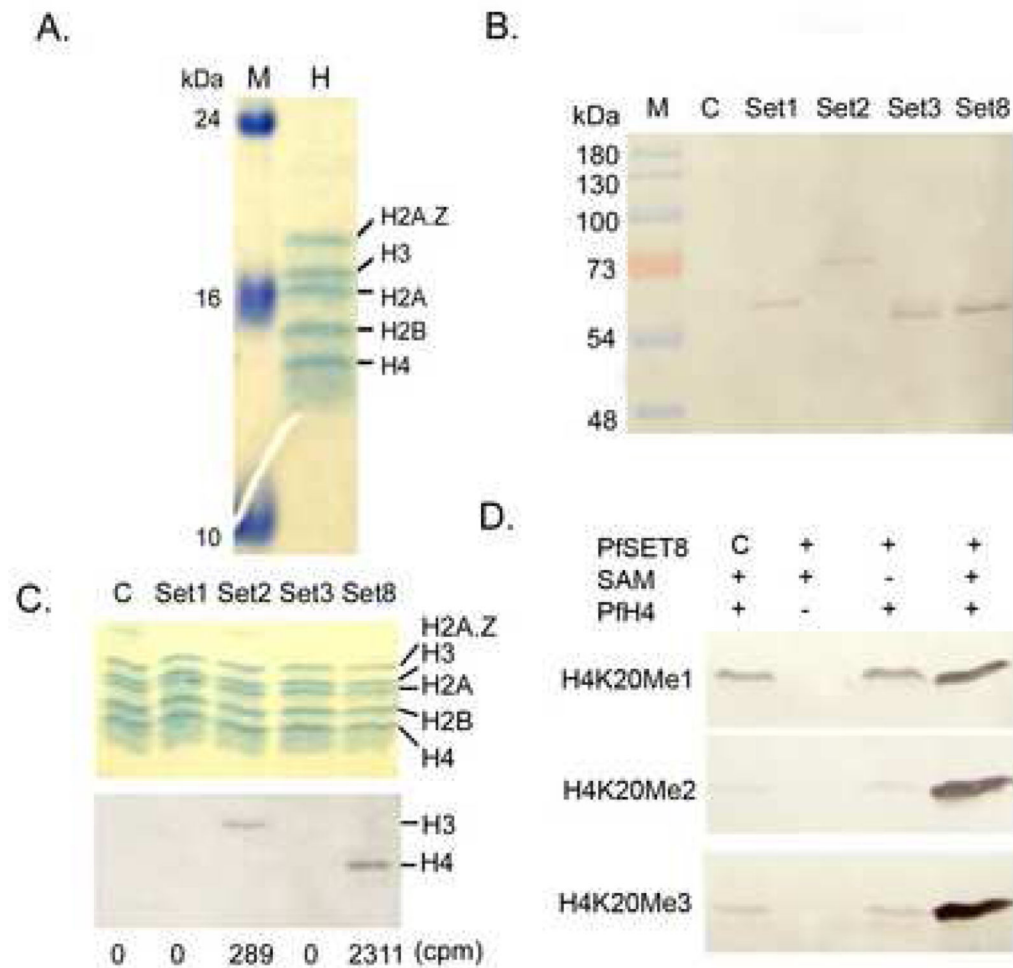 A.
kDa M H
24
16
10
H2A.Z
H3
H2A
H2B
H4
B.
kDa M C Set1 Set2 Set3 Set8
180
130
100
73
54
48
C.
C Set1 Set2 Set3 Set8
H2A.Z
H3
H2A
H2B
H4
H3
H4
0 0 289 0 2311 (cpm)
D.
PfSET8 C + + +
SAM + + - +
PfH4 + - + +
H4K20Me1
H4K20Me2
H4K20Me3